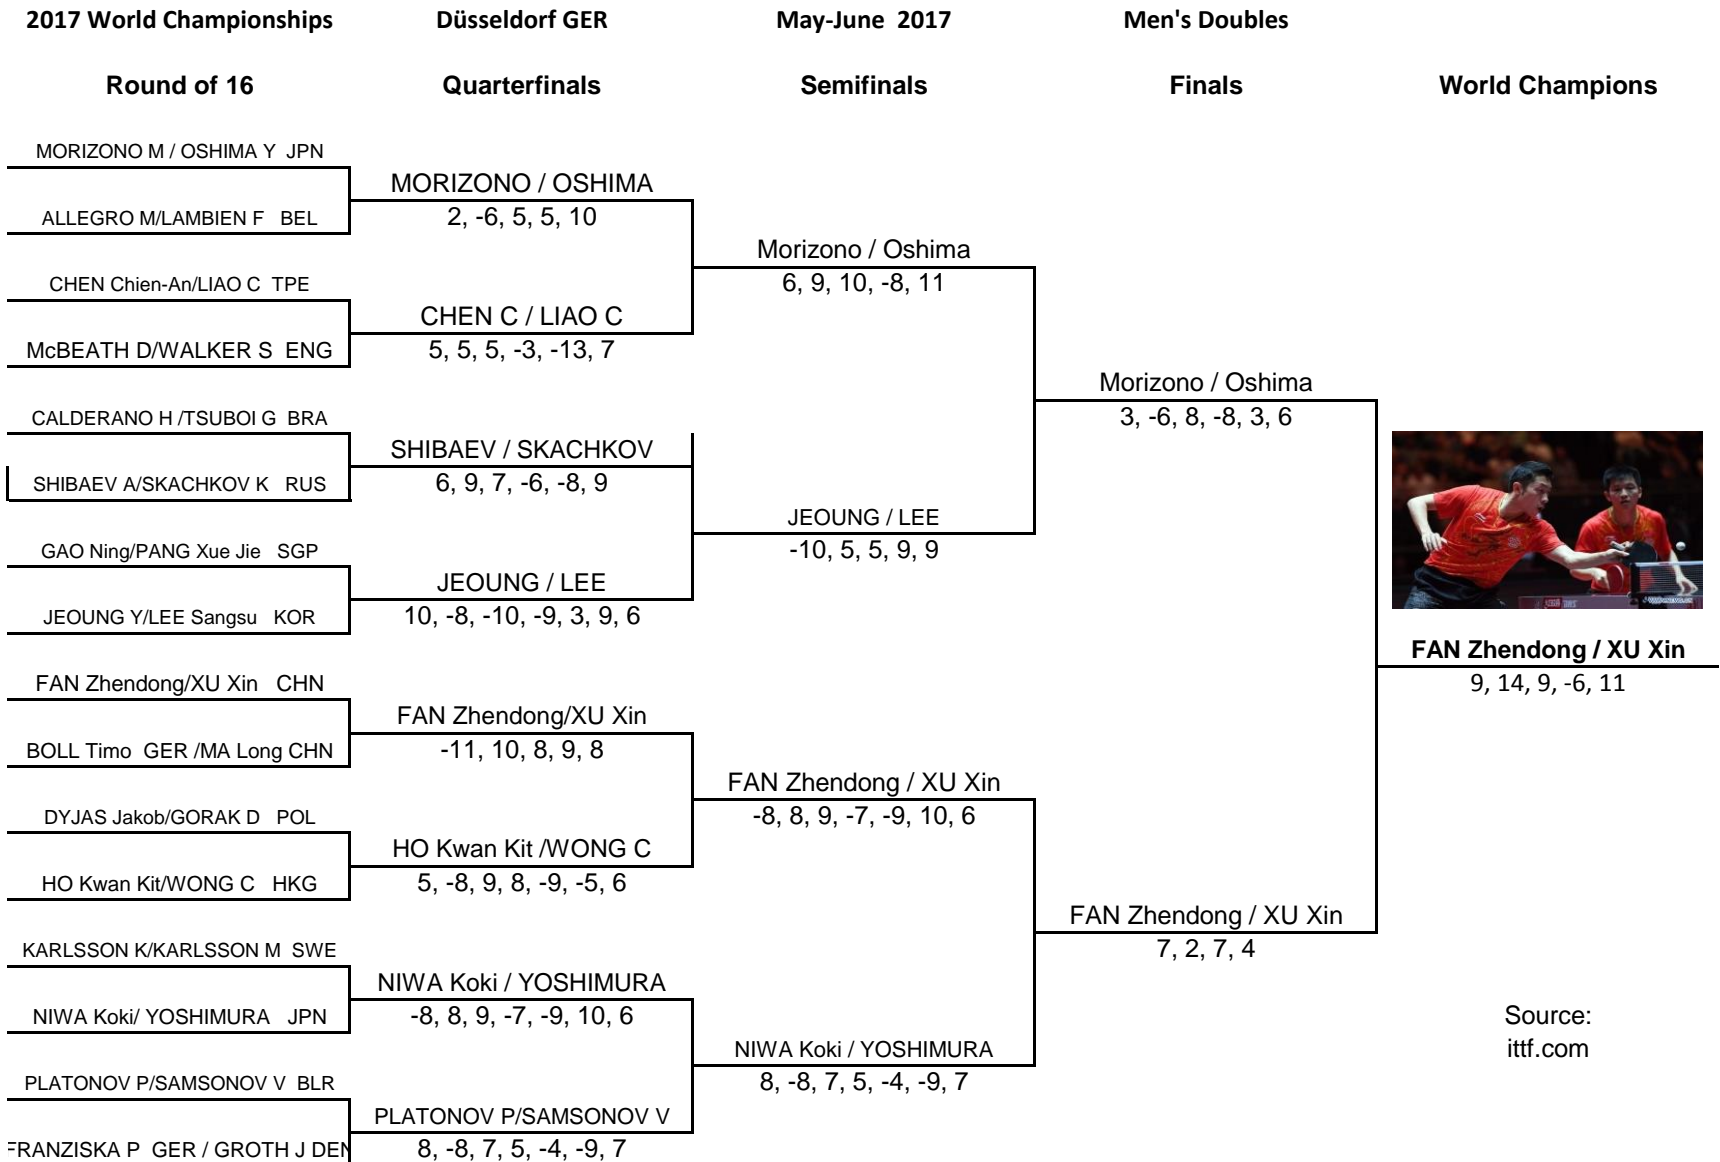 2017 World Championships
Düsseldorf GER
May-June 2017
Men's Doubles
Round of 16
Quarterfinals
Semifinals
Finals
World Champions
MORIZONO M / OSHIMA Y JPN
ALLEGRO M/LAMBIEN F BEL
CHEN Chien-An/LIAO C TPE
McBEATH D/WALKER S ENG
CALDERANO H /TSUBOI G BRA
SHIBAEV A/SKACHKOV K RUS
GAO Ning/PANG Xue Jie SGP
JEOUNG Y/LEE Sangsu KOR
FAN Zhendong/XU Xin CHN
BOLL Timo GER /MA Long CHN
DYJAS Jakob/GORAK D POL
HO Kwan Kit/WONG C HKG
KARLSSON K/KARLSSON M SWE
NIWA Koki/ YOSHIMURA JPN
PLATONOV P/SAMSONOV V BLR
FRANZISKA P GER / GROTH J DEN
MORIZONO / OSHIMA
2, -6, 5, 5, 10
CHEN C / LIAO C
5, 5, 5, -3, -13, 7
SHIBAEV / SKACHKOV
6, 9, 7, -6, -8, 9
JEOUNG / LEE
10, -8, -10, -9, 3, 9, 6
FAN Zhendong/XU Xin
-11, 10, 8, 9, 8
HO Kwan Kit /WONG C
5, -8, 9, 8, -9, -5, 6
NIWA Koki / YOSHIMURA
-8, 8, 9, -7, -9, 10, 6
PLATONOV P/SAMSONOV V
8, -8, 7, 5, -4, -9, 7
Morizono / Oshima
6, 9, 10, -8, 11
JEOUNG / LEE
-10, 5, 5, 9, 9
FAN Zhendong / XU Xin
-8, 8, 9, -7, -9, 10, 6
NIWA Koki / YOSHIMURA
8, -8, 7, 5, -4, -9, 7
Morizono / Oshima
3, -6, 8, -8, 3, 6
FAN Zhendong / XU Xin
7, 2, 7, 4
FAN Zhendong / XU Xin
9, 14, 9, -6, 11
Source:
ittf.com